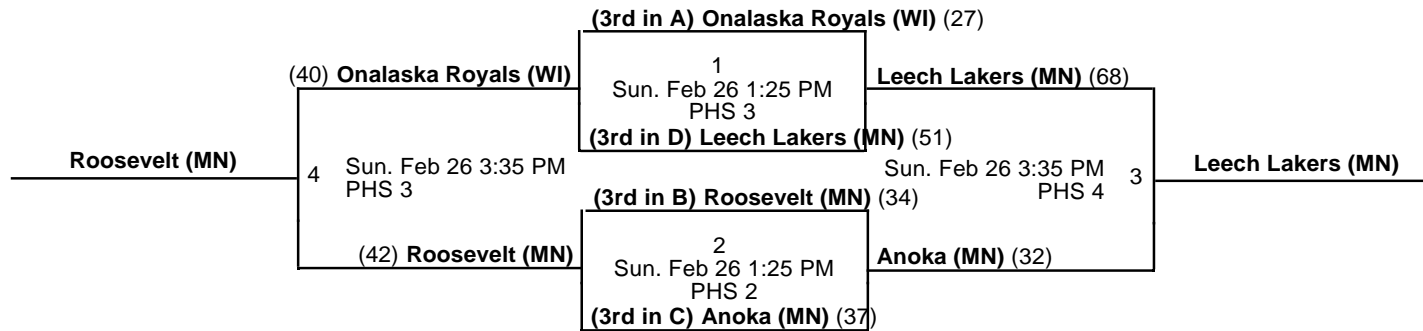 (3rd in A) Onalaska Royals (WI) (27)
(40) Onalaska Royals (WI)
1
Sun. Feb 26 1:25 PM
PHS 3
Leech Lakers (MN) (68)
(3rd in D) Leech Lakers (MN) (51)
Roosevelt (MN)
4
Sun. Feb 26 3:35 PM
PHS 3
Sun. Feb 26 3:35 PM
PHS 4
3
Leech Lakers (MN)
(3rd in B) Roosevelt (MN) (34)
(42) Roosevelt (MN)
2
Sun. Feb 26 1:25 PM
PHS 2
Anoka (MN) (32)
(3rd in C) Anoka (MN) (37)